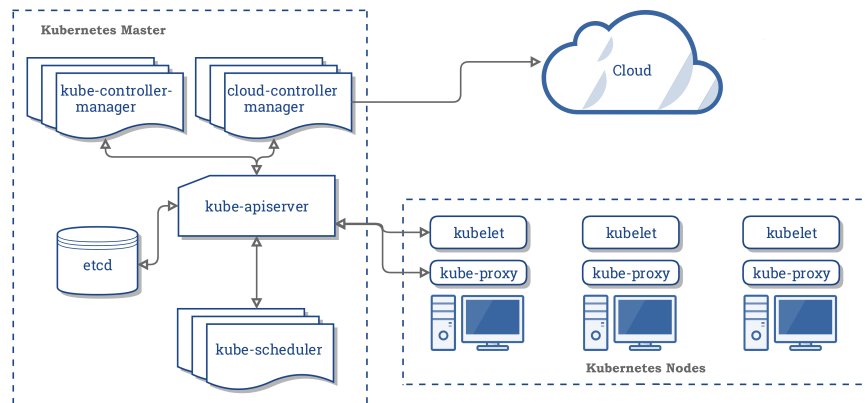 Kubernetes Master
kube-controller-
manager
cloud-controller
manager
Cloud
kube-apiserver
etcd
kube-scheduler
kubelet
kubelet
kubelet
kube-proxy
kube-proxy
kube-proxy
Kubernetes Nodes